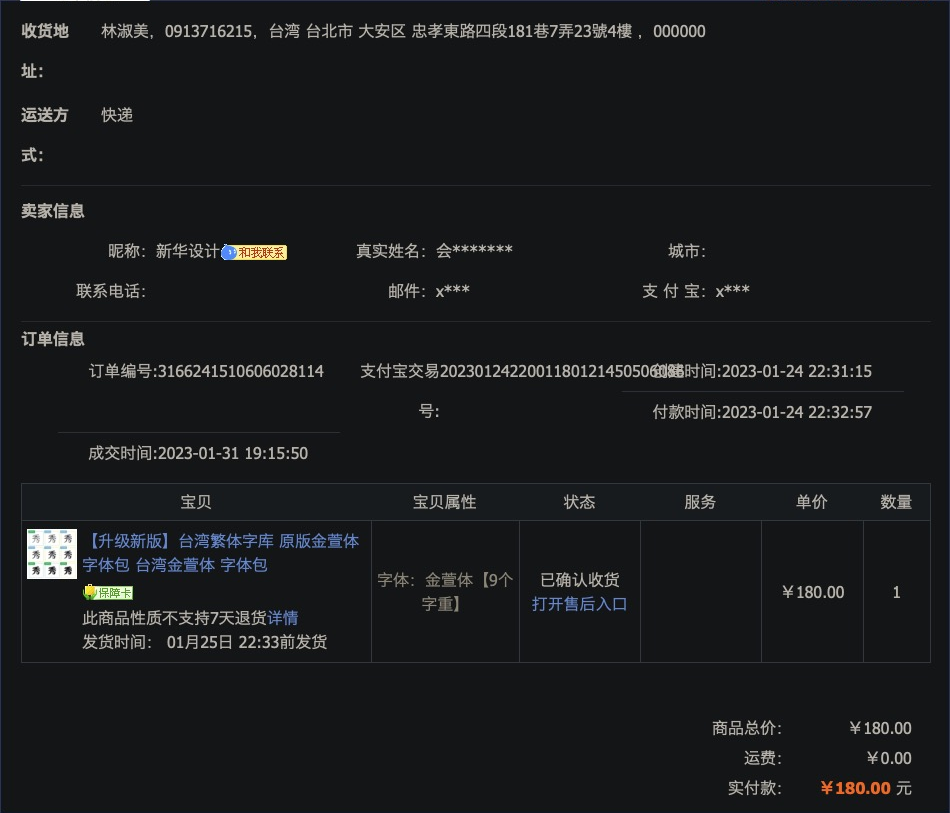 收货地址： 林淑美，0913716215，台湾 台北市 大安区 忠孝東路四段181巷7弄23號4樓 ，000000
运送方式： 快递
卖家信息
昵称：新华设计 和我联系 真实姓名：会******* 城市：
联系电话： 邮件：x*** 支 付 宝：x***
订单信息
订单编号:3166241510606028114 支付宝交易号: 创建时间:2023-01-24 22:31:15
付款时间:2023-01-24 22:32:57
成交时间:2023-01-31 19:15:50
宝贝 宝贝属性 状态 服务 单价 数量
【升级新版】台湾繁体字库 原版金萱体
字体包 台湾金萱体 字体包
保障卡
此商品性质不支持7天退货详情
发货时间： 01月25日 22:33前发货
字体：金萱体【9个
字重】
已确认收货
打开售后入口
￥180.00
1
秀 秀 秀
秀 秀 秀
秀 秀 秀
商品总价： ￥180.00
运费： ￥0.00
实付款： ￥180.00 元